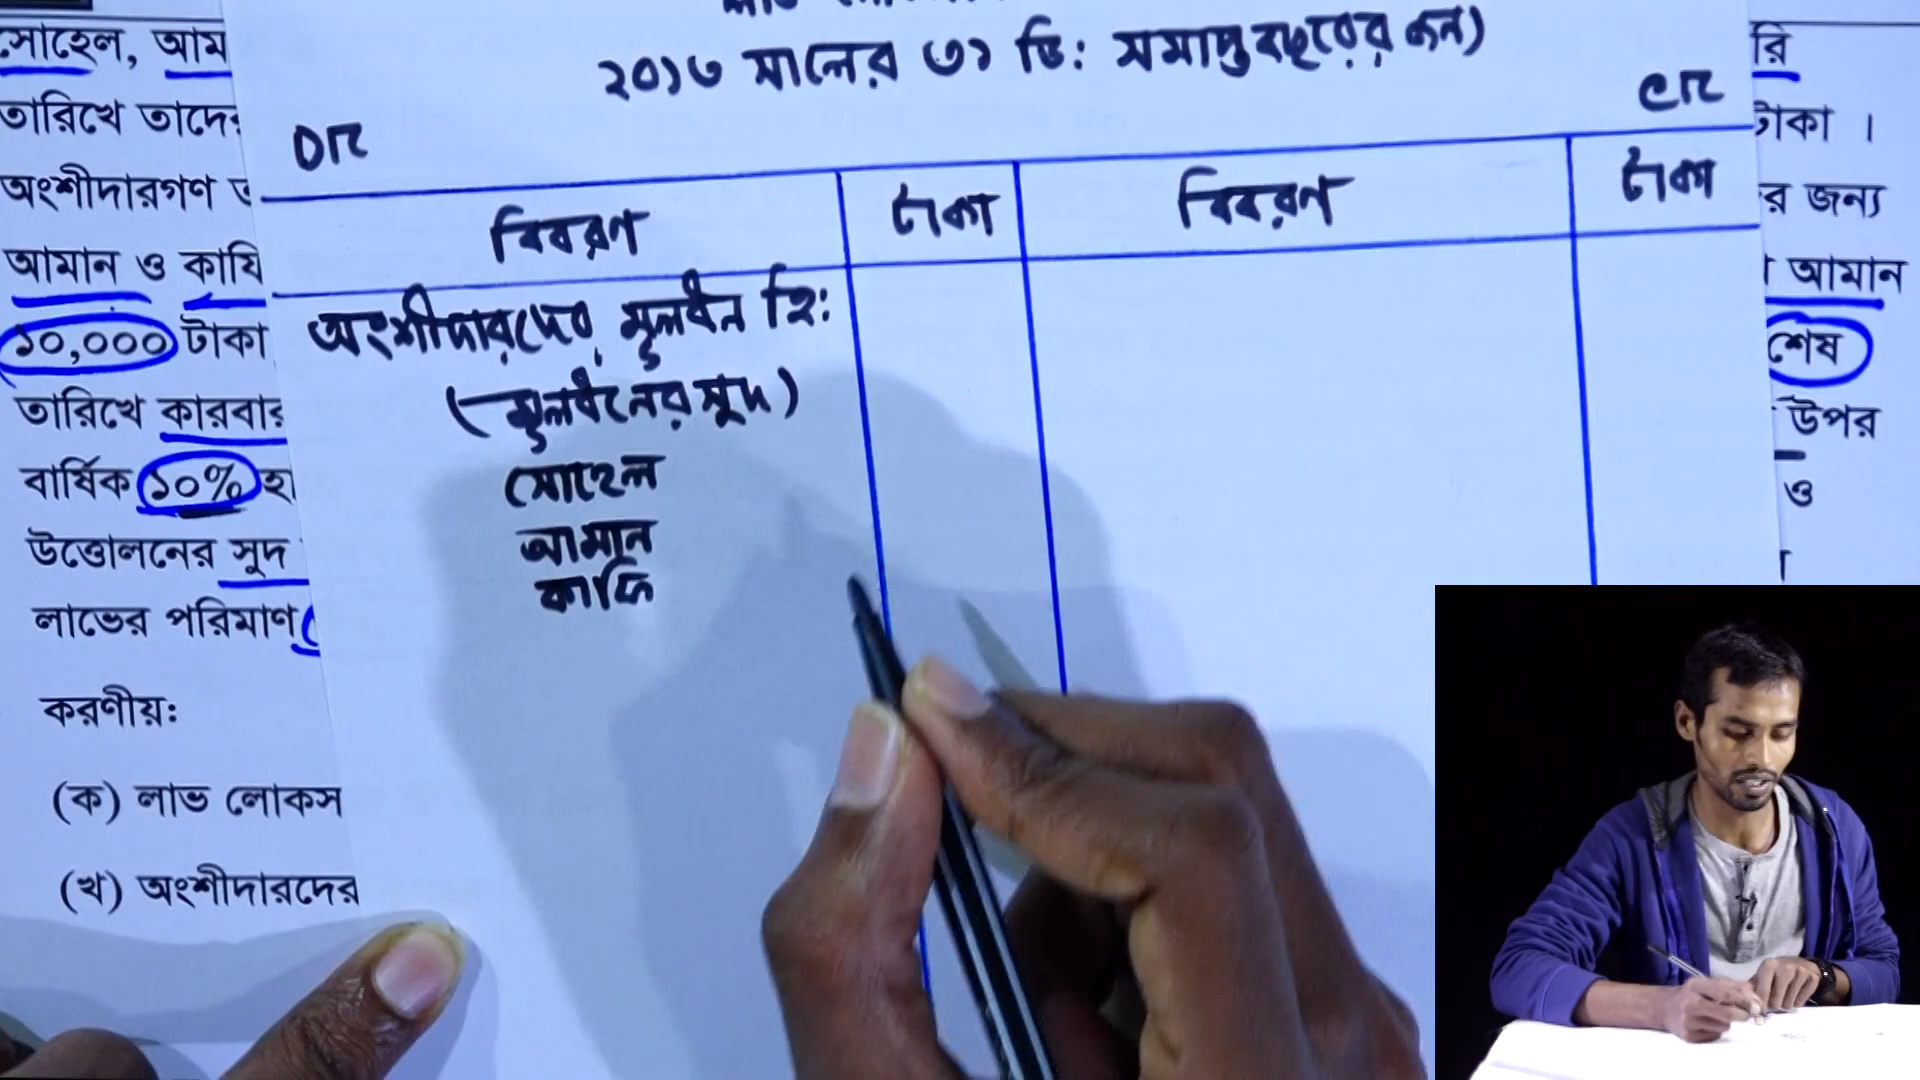 সোহেল, আম
তারিখে তাদের
অংশীদারগণ ত
আমান ও কাযি
১০,০০০ টাকা
তারিখে কারবার
বার্ষিক ১০% হা
উত্তোলনের সুদ
লাভের পরিমাণ
করণীয়ঃ
(ক) লাভ লোকস
(খ) অংশীদারদের
২০১৩ সালের ৩১ ডি: সমাপ্ত বছরের জন্য)
Dr
Cr
বিবরণ টাকা বিবরণ টাকা
অংশীদারদের মূলধন হি:
(মূলধনের সুদ)
সোহেল
আমান
কাযি
রি
টাকা ।
র জন্য
আমান
শেষ
উপর
ও